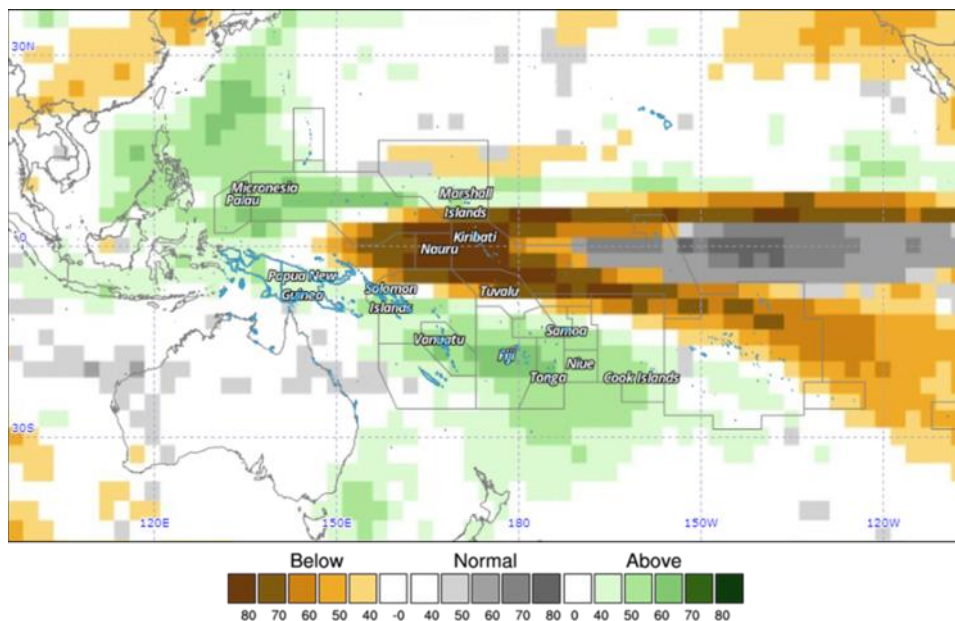 30N
Micronesia
Palau
Marshall
Islands
0
Kiribati
Nauru
Papua New
Guinea
Solomon
Islands
Tuvalu
Samoa
Vanuatu
Fiji
Niue
Tonga
Cook Islands
30S
120E 150E 180 150W 120W
Below Normal Above
80 70 60 50 40 -0 40 50 60 70 80 0 40 50 60 70 80